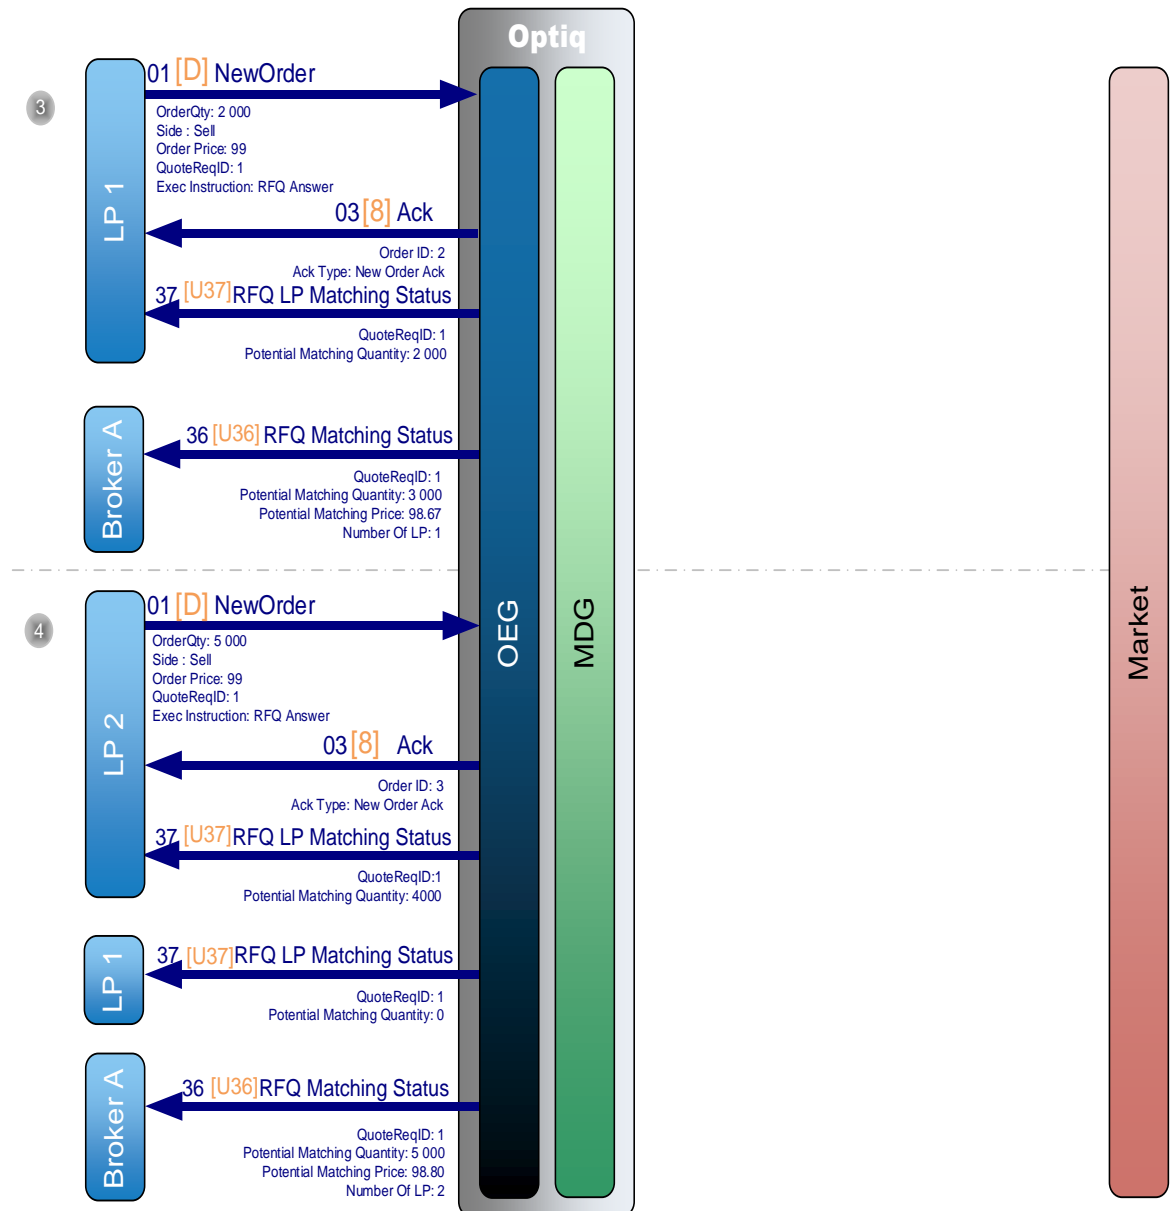 Optiq
3
LP 1
01 [D] NewOrder
OrderQty: 2 000
Side : Sell
Order Price: 99
QuoteReqID: 1
Exec Instruction: RFQ Answer
03 [8] Ack
Order ID: 2
Ack Type: New Order Ack
37 [U37] RFQ LP Matching Status
QuoteReqID: 1
Potential Matching Quantity: 2 000
Broker A
36 [U36] RFQ Matching Status
QuoteReqID: 1
Potential Matching Quantity: 3 000
Potential Matching Price: 98.67
Number Of LP: 1
OEG
MDG
Market
4
LP 2
01 [D] NewOrder
OrderQty: 5 000
Side : Sell
Order Price: 99
QuoteReqID: 1
Exec Instruction: RFQ Answer
03 [8] Ack
Order ID: 3
Ack Type: New Order Ack
37 [U37] RFQ LP Matching Status
QuoteReqID:1
Potential Matching Quantity: 4000
LP 1
37 [U37] RFQ LP Matching Status
QuoteReqID: 1
Potential Matching Quantity: 0
Broker A
36 [U36] RFQ Matching Status
QuoteReqID: 1
Potential Matching Quantity: 5 000
Potential Matching Price: 98.80
Number Of LP: 2